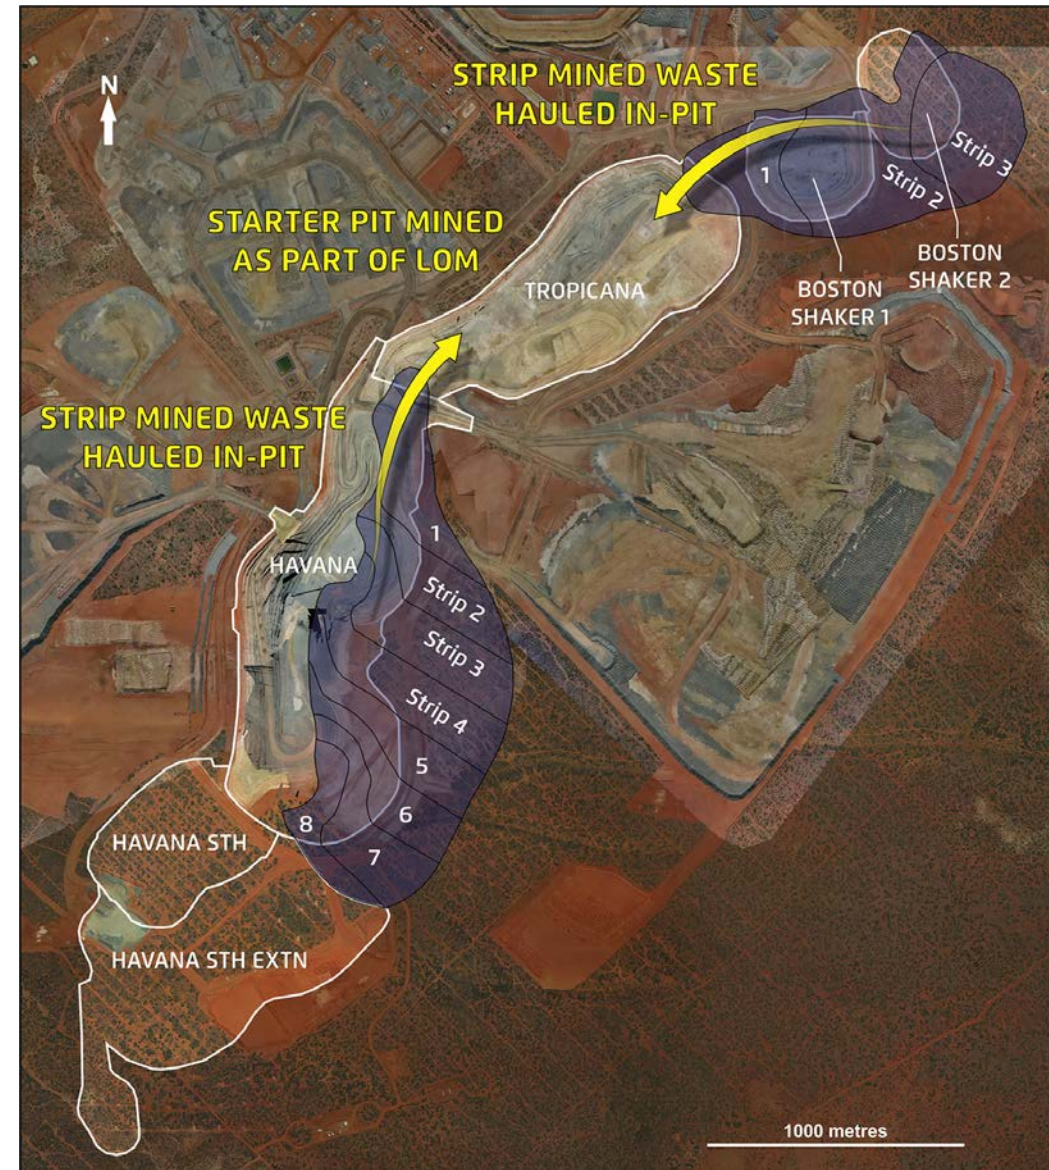 N
STRIP MINED WASTE
HAULED IN-PIT
Strip 3
1
Strip 2
STARTER PIT MINED
AS PART OF LOM
BOSTON
SHAKER 2
TROPICANA
BOSTON
SHAKER 1
STRIP MINED WASTE
HAULED IN-PIT
1
HAVANA
Strip 2
Strip 3
Strip 4
5
6
8
7
HAVANA STH
HAVANA STH EXTN
1000 metres